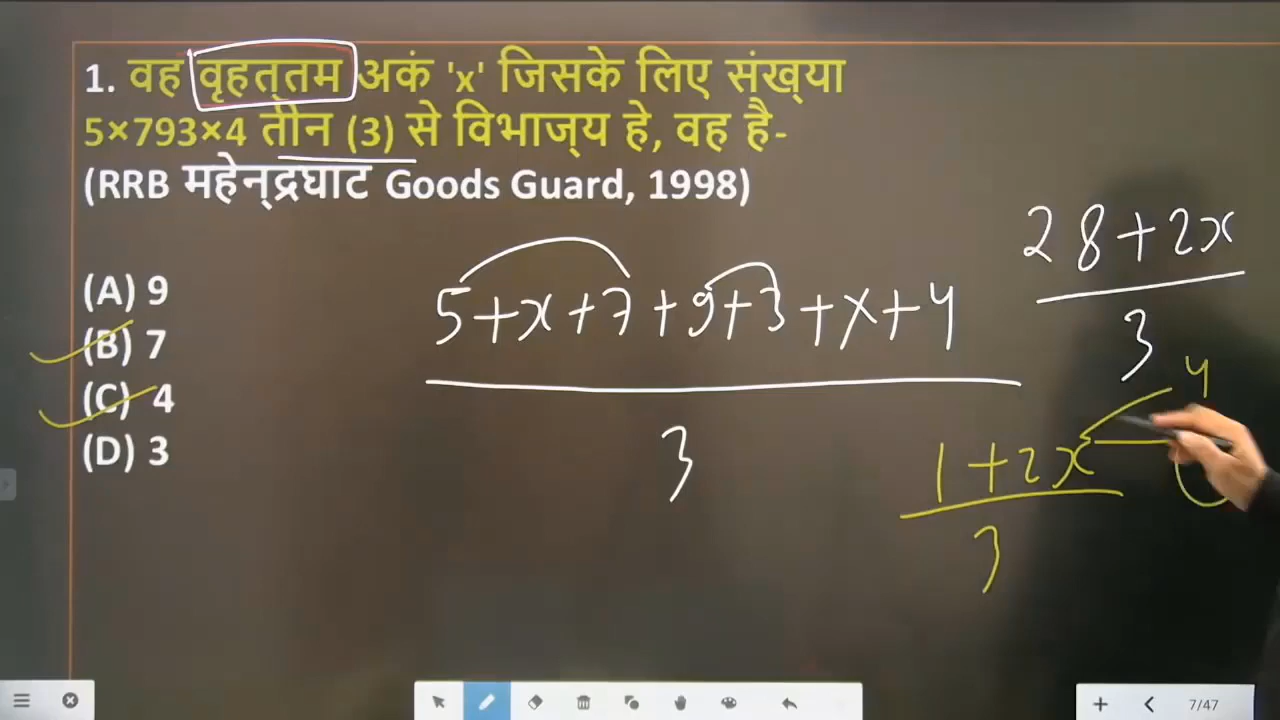 1. वह वृहत्तम अकं 'x' जिसके लिए संख्या
5×793×4 तीन (3) से विभाज्य हे, वह है-
(RRB महेन्द्रघाट Goods Guard, 1998)
(A) 9
(B) 7
(C) 4
(D) 3
5+x+7+9+3+x+4
3
28+2x
3
1+2x
3
4
7/47